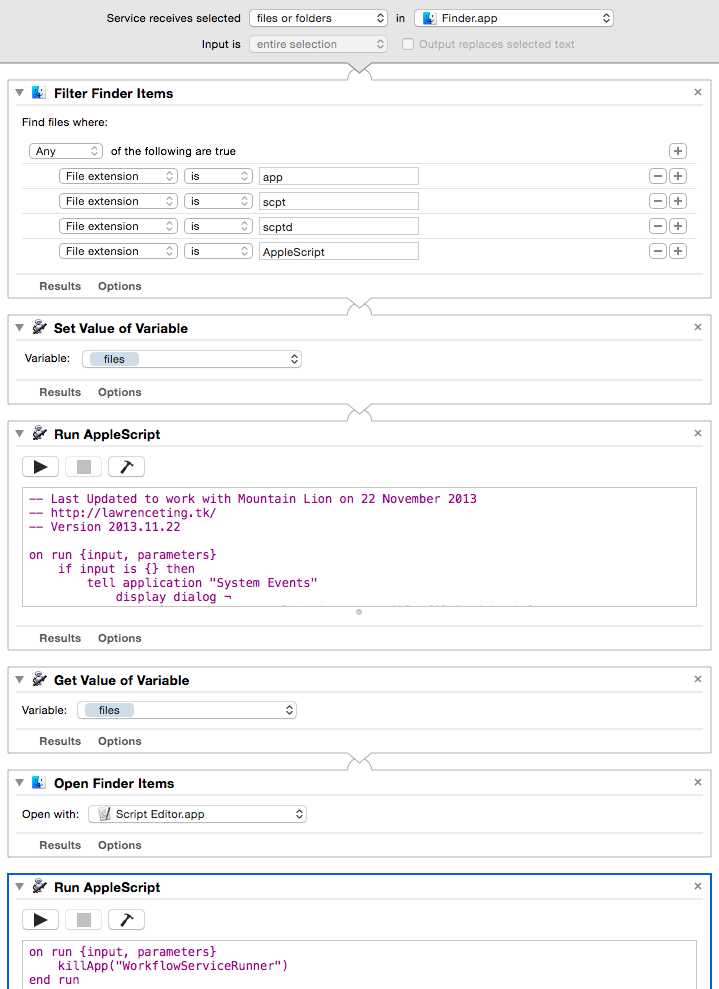 Service receives selected files or folders in Finder.app
Input is entire selection Output replaces selected text
Filter Finder Items
Find files where:
Any of the following are true
File extension is app
File extension is scpt
File extension is scptd
File extension is AppleScript
Results Options
Set Value of Variable
Variable: files
Results Options
Run AppleScript
-- Last Updated to work with Mountain Lion on 22 November 2013
-- http://lawrenceting.tk/
-- Version 2013.11.22
on run {input, parameters}
if input is {} then
tell application "System Events"
display dialog ¬
Results Options
Get Value of Variable
Variable: files
Results Options
Open Finder Items
Open with: Script Editor.app
Results Options
Run AppleScript
on run {input, parameters}
killApp("WorkflowServiceRunner")
end run